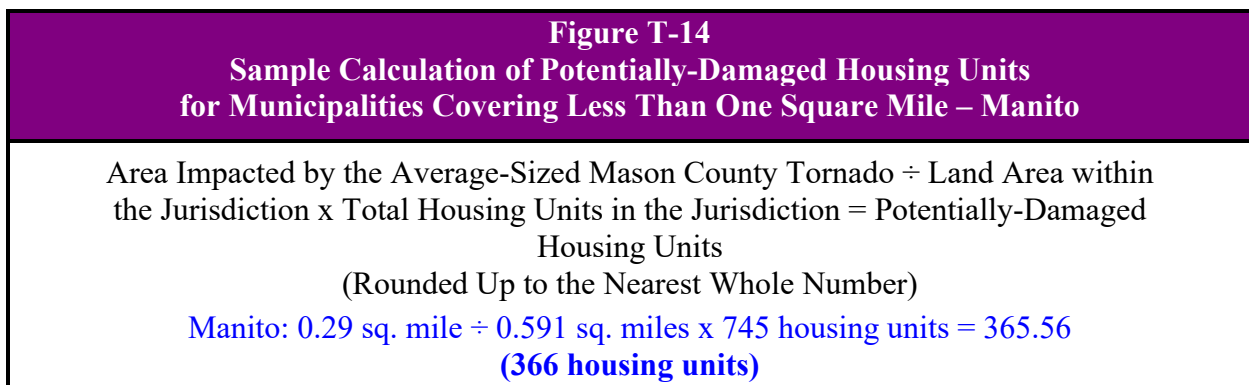 Figure T-14
Sample Calculation of Potentially-Damaged Housing Units
for Municipalities Covering Less Than One Square Mile – Manito
Area Impacted by the Average-Sized Mason County Tornado ÷ Land Area within
the Jurisdiction x Total Housing Units in the Jurisdiction = Potentially-Damaged
Housing Units
(Rounded Up to the Nearest Whole Number)
Manito: 0.29 sq. mile ÷ 0.591 sq. miles x 745 housing units = 365.56
(366 housing units)